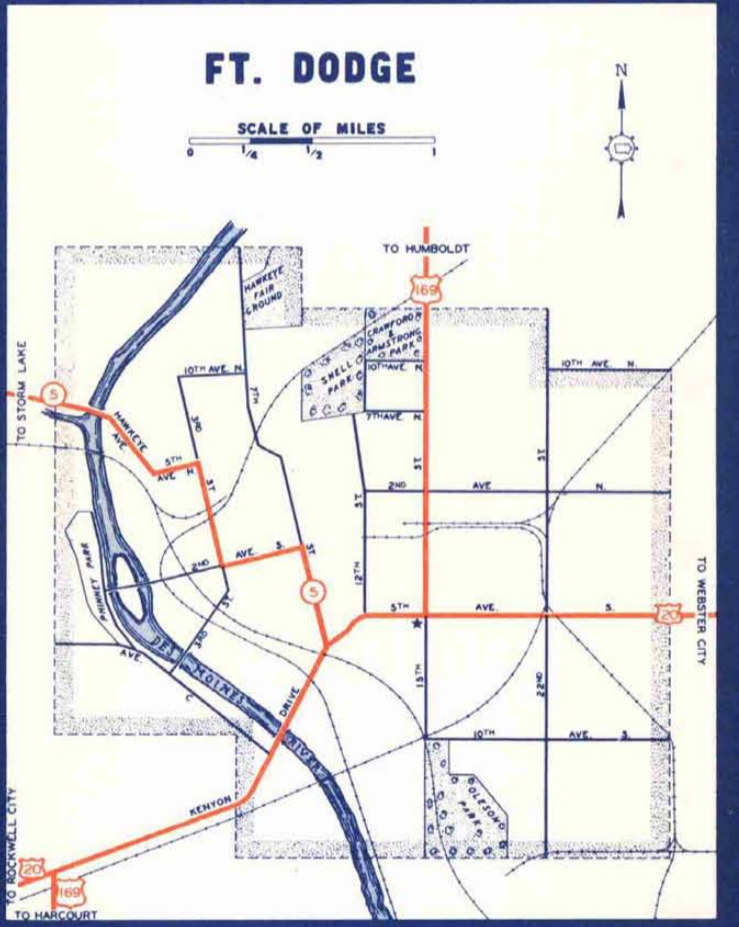 FT. DODGE
N
SCALE OF MILES
0 1/4 1/2 1
TO HUMBOLDT
169
HAWKEYE
FAIR
GROUND
CRAWFORD
&
ARMSTRONG
PARK
SNELL
PARK
10TH AVE. N.
10TH AVE. N.
10TH AVE. N.
TO STORM LAKE
5
HAWKEYE
AVE.
7TH
3RD
7TH AVE. N.
5TH
AVE N.
ST.
ST.
ST.
2ND AVE N.
ST.
12TH
PHINNEY PARK
2ND AVE. S.
ST.
5
5TH AVE. S.
20
TO WEBSTER CITY
3RD
ST.
DES MOINES RIVER
AVE. C
15TH
22ND
DRIVE
KENYON
10TH AVE. S.
OLESON
PARK
TO ROCKWELL CITY
20
169
TO HARCOURT